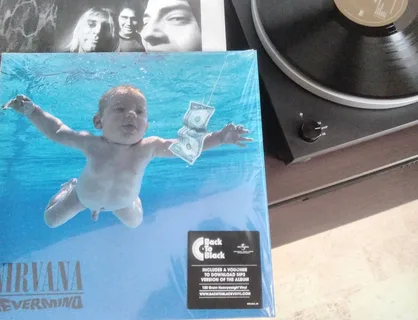 NIRVANA
NEVERMIND
Back
To
Black
INCLUDES A VOUCHER
TO DOWNLOAD MP3
VERSION OF THE ALBUM
180 Gram Heavyweight Vinyl
WWW.BACKTOBLACKVINYL.COM